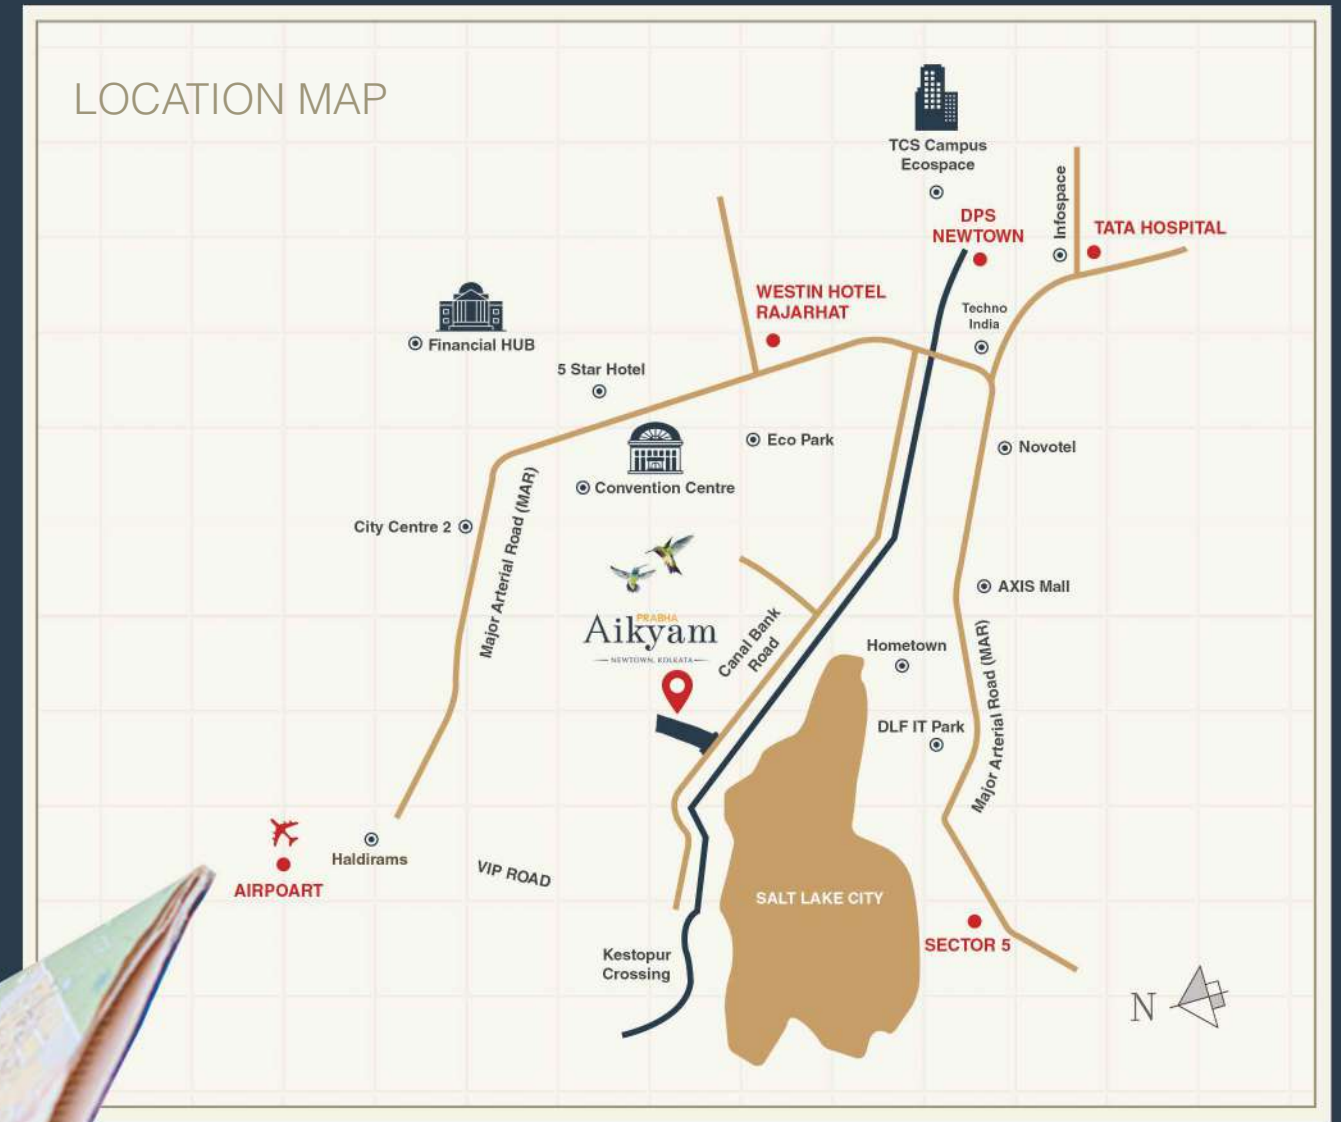 LOCATION MAP
TCS Campus
Ecospace
DPS
NEWTOWN
Infospace
TATA HOSPITAL
WESTIN HOTEL
RAJARHAT
Techno
India
Financial HUB
5 Star Hotel
Eco Park
Novotel
Convention Centre
City Centre 2
Major Arterial Road (MAR)
AXIS Mall
PRABHA
Aikyam
NEWTOWN, KOLKATA
Canal Bank
Road
Hometown
Major Arterial Road (MAR)
DLF IT Park
Haldirams
AIRPOART
VIP ROAD
SALT LAKE CITY
SECTOR 5
Kestopur
Crossing
N